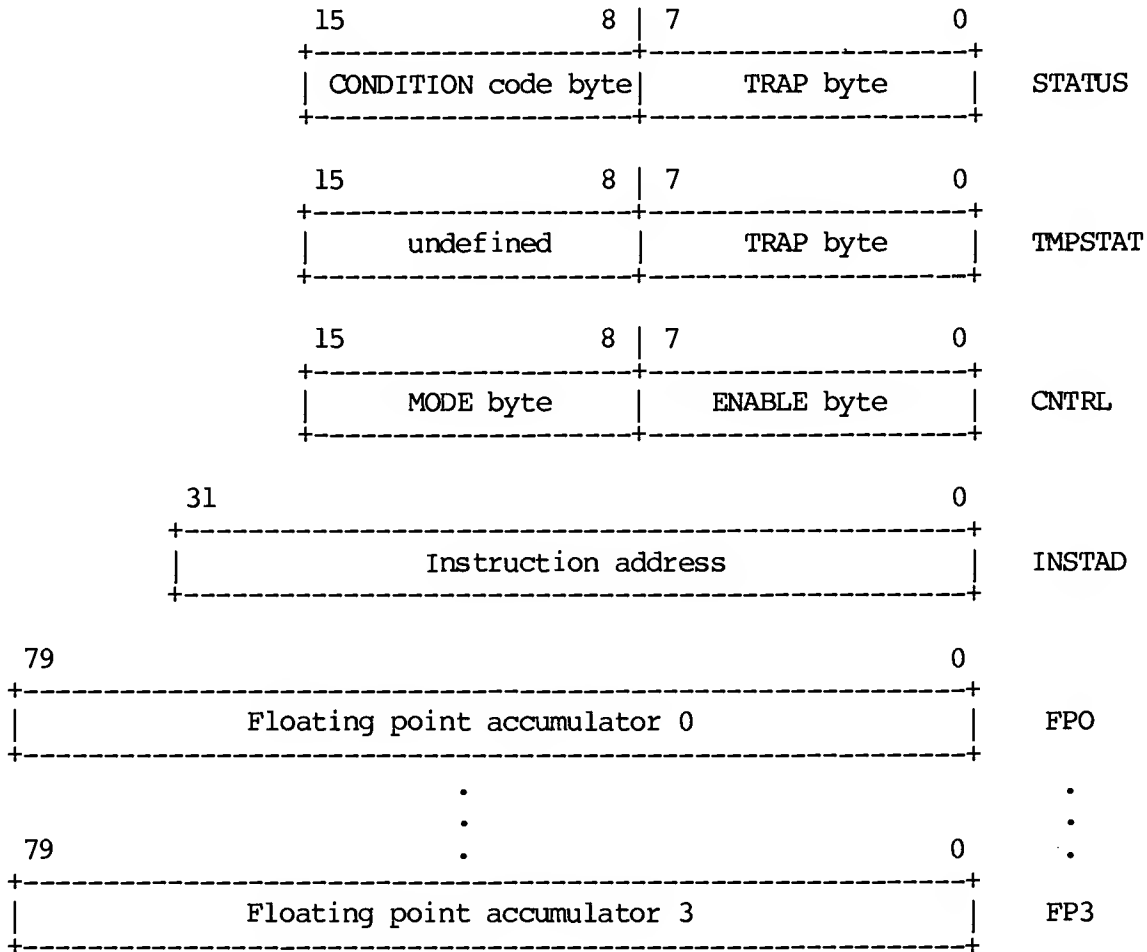 15 8 | 7 0
+--------------------+--------------------+
| CONDITION code byte| TRAP byte | STATUS
+--------------------+--------------------+
15 8 | 7 0
+--------------------+--------------------+
| undefined | TRAP byte | TMPSTAT
+--------------------+--------------------+
15 8 | 7 0
+--------------------+--------------------+
| MODE byte | ENABLE byte | CNTRL
+--------------------+--------------------+
31 0
+-------------------------------------------------+
| Instruction address | INSTAD
+-------------------------------------------------+
79 0
+-----------------------------------------------------------+
| Floating point accumulator 0 | FP0
+-----------------------------------------------------------+
. .
. .
79 . 0 .
+-----------------------------------------------------------+
| Floating point accumulator 3 | FP3
+-----------------------------------------------------------+